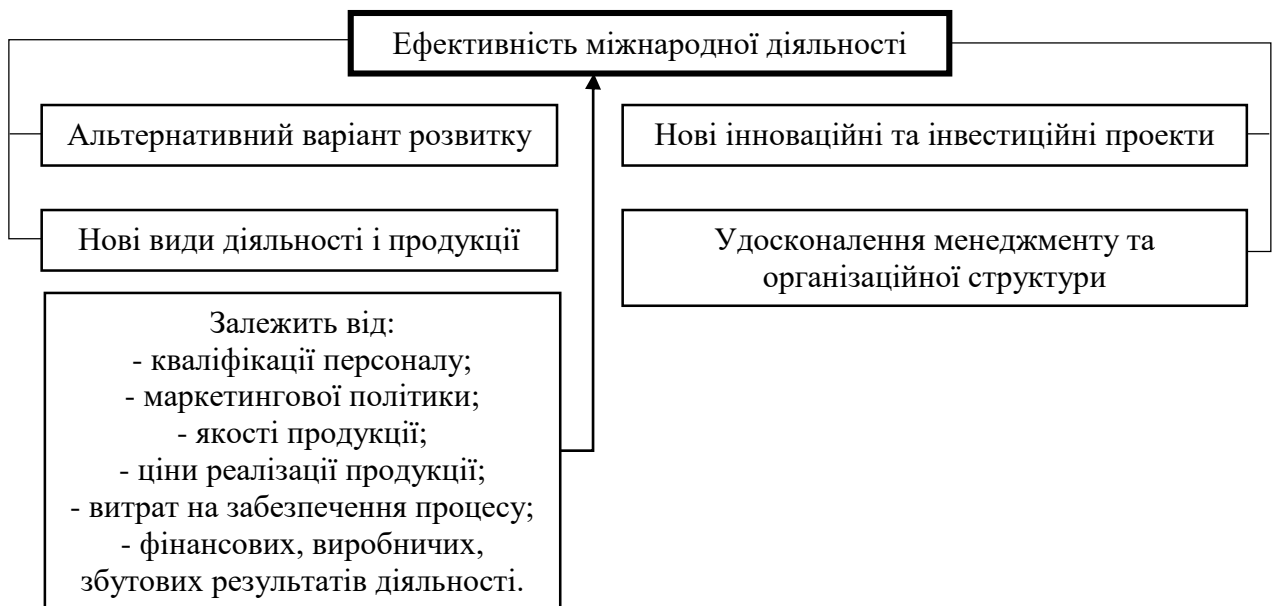 Ефективність міжнародної діяльності
Альтернативний варіант розвитку
Нові інноваційні та інвестиційні проекти
Нові види діяльності і продукції
Удосконалення менеджменту та
організаційної структури
Залежить від:
- кваліфікації персоналу;
- маркетингової політики;
- якості продукції;
- ціни реалізації продукції;
- витрат на забезпечення процесу;
- фінансових, виробничих,
збутових результатів діяльності.